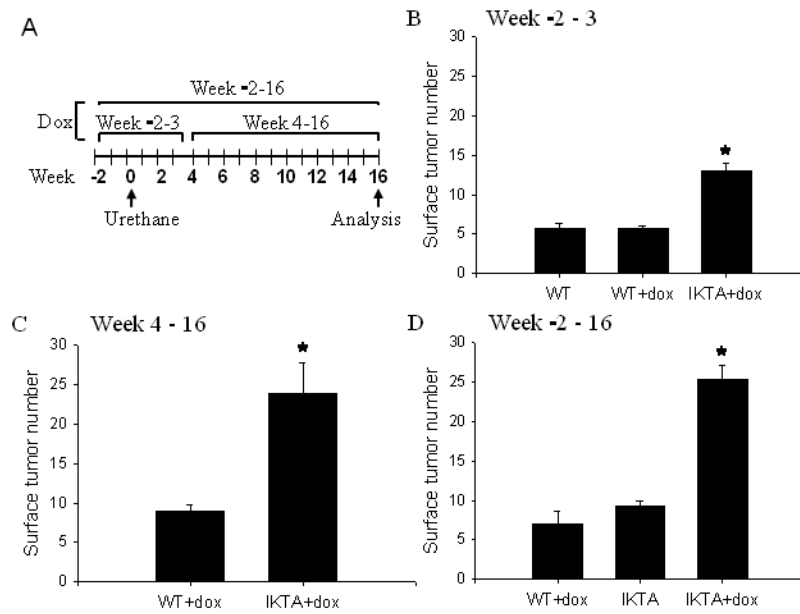 A
Week -2-16
Dox
Week -2-3 Week 4-16
Week -2 0 2 4 6 8 10 12 14 16
Urethane Analysis
B Week -2 - 3
Surface tumor number
30
25
20
15
10
5
0
*
WT WT+dox IKTA+dox
C Week 4 - 16
Surface tumor number
30
25
20
15
10
5
0
*
WT+dox IKTA+dox
D Week -2 - 16
Surface tumor number
30
25
20
15
10
5
0
*
WT+dox IKTA IKTA+dox